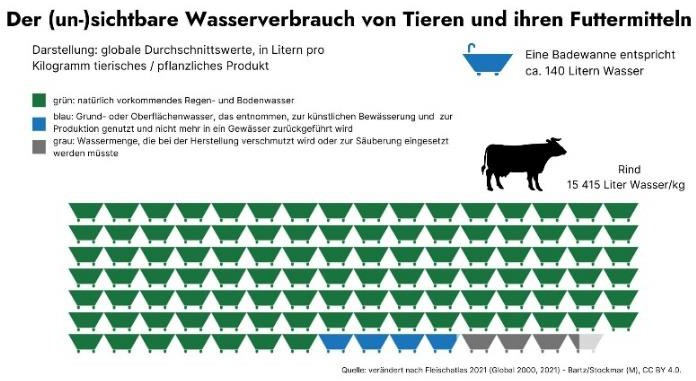 Der (un-)sichtbare Wasserverbrauch von Tieren und ihren Futtermitteln
Darstellung: globale Durchschnittswerte, in Litern pro
Kilogramm tierisches / pflanzliches Produkt
Eine Badewanne entspricht
ca. 140 Litern Wasser
grün: natürlich vorkommendes Regen- und Bodenwasser
blau: Grund- oder Oberflächenwasser, das entnommen, zur künstlichen Bewässerung und zur
Produktion genutzt und nicht mehr in ein Gewässer zurückgeführt wird
grau: Wassermenge, die bei der Herstellung verschmutzt wird oder zur Säuberung eingesetzt
werden müsste
Rind
15 415 Liter Wasser/kg
Quelle: verändert nach Fleischatlas 2021 (Global 2000, 2021) - Bartz/Stockmar (M), CC BY 4.0.